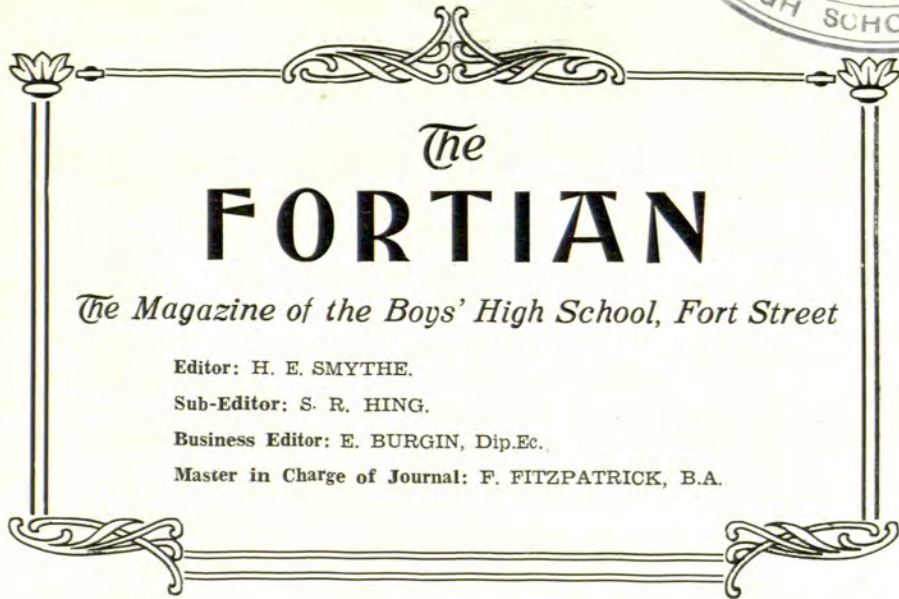 SCHO
The
FORTIAN
The Magazine of the Boys' High School, Fort Street
Editor: H. E. SMYTHE.
Sub-Editor: S. R. HING.
Business Editor: E. BURGIN, Dip.Ec.,
Master in Charge of Journal: F. FITZPATRICK, B.A.